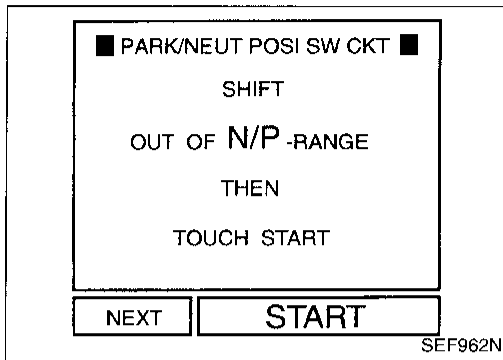 ■ PARK/NEUT POSI SW CKT ■
SHIFT
OUT OF N/P -RANGE
THEN
TOUCH START
NEXT START
SEF962N